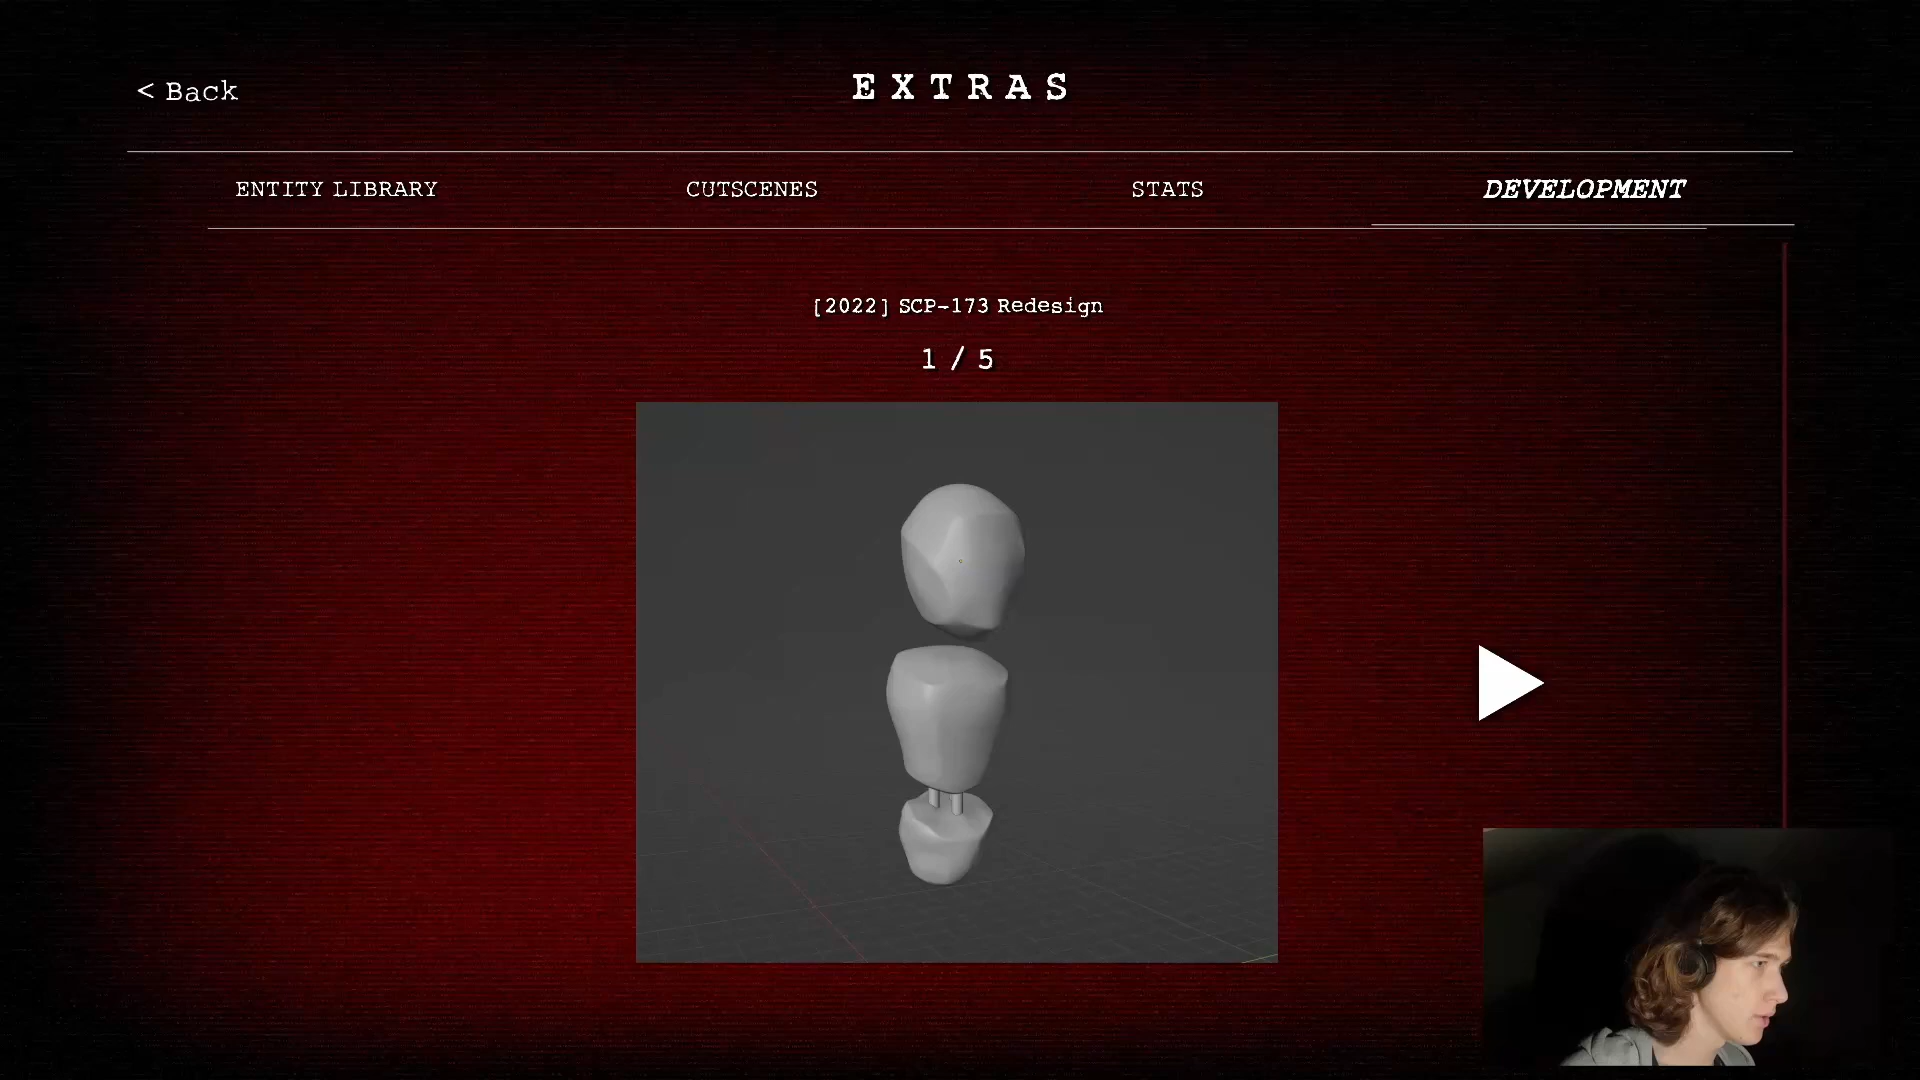 < Back
EXTRAS
ENTITY LIBRARY
CUTSCENES
STATS
DEVELOPMENT
[2022] SCP-173 Redesign
1 / 5